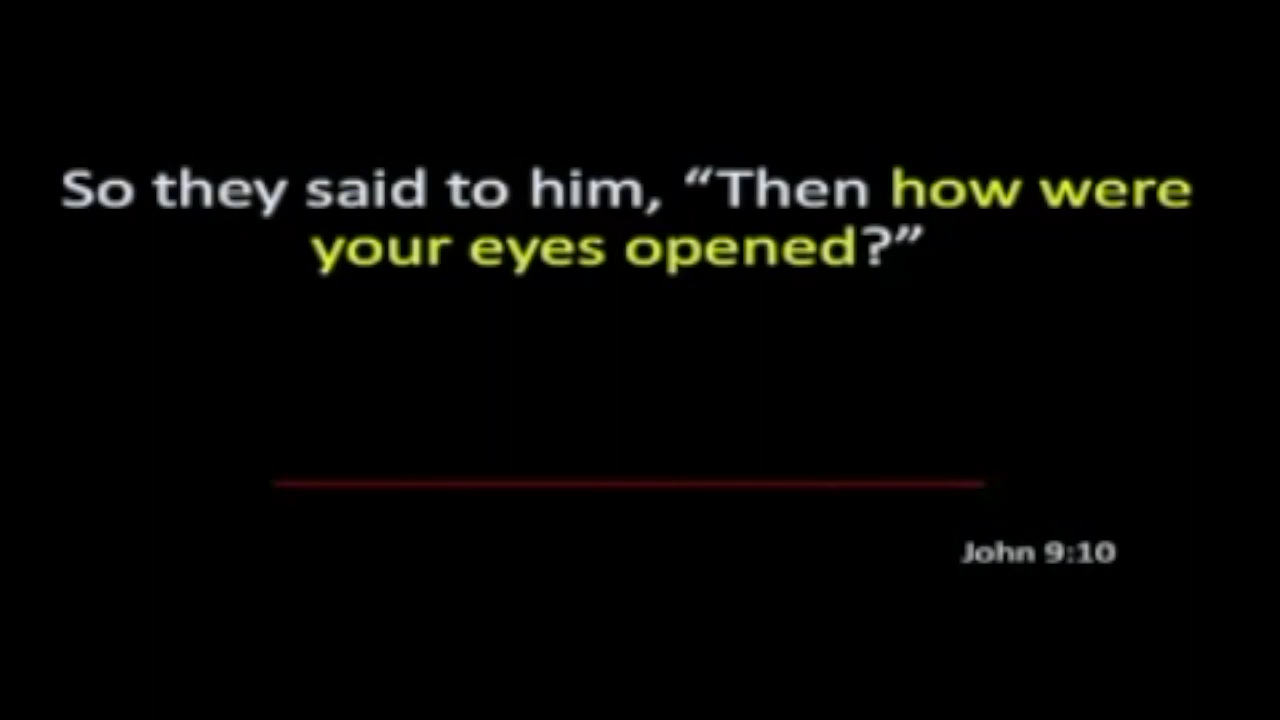 So they said to him, “Then how were
your eyes opened?”
John 9:10